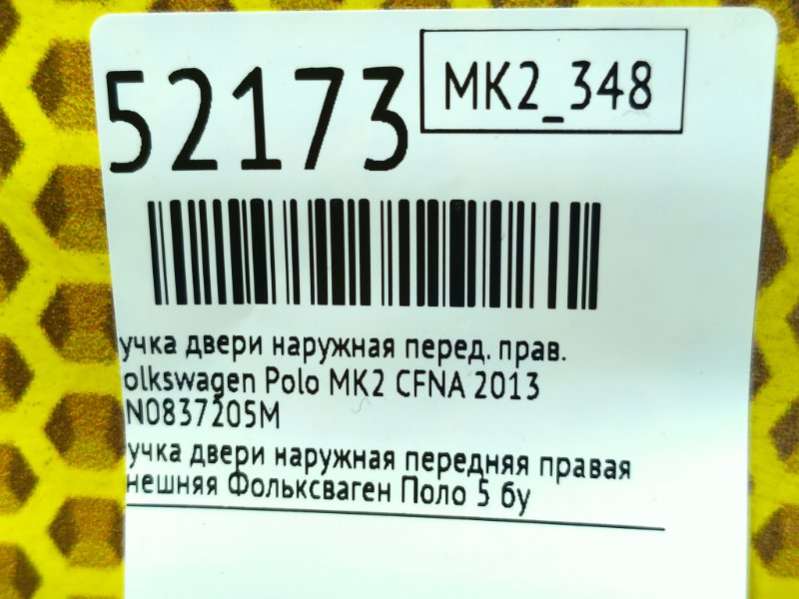 52173
МК2_348
учка двери наружная перед. прав.
olkswagen Polo MK2 CFNA 2013
N0837205M
учка двери наружная передняя правая
нешняя Фольксваген Поло 5 бу